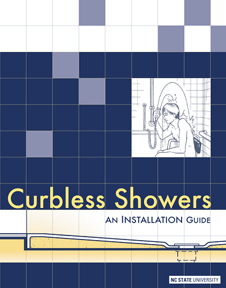 Curbless Showers
AN INSTALLATION GUIDE
NC STATE UNIVERSITY